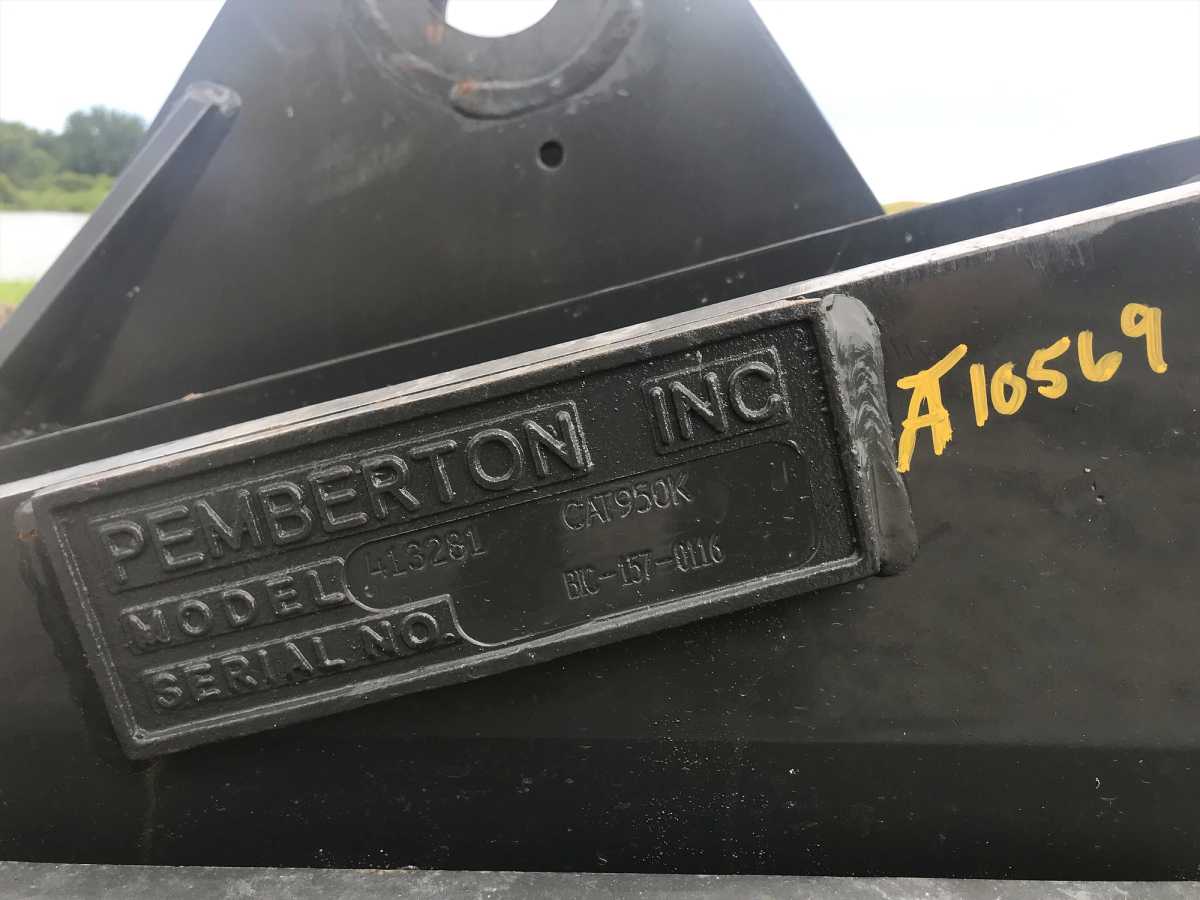 PEMBERTON INC
MODEL 413281 CAT950K
SERIAL NO. BIC-157-0116
A10569